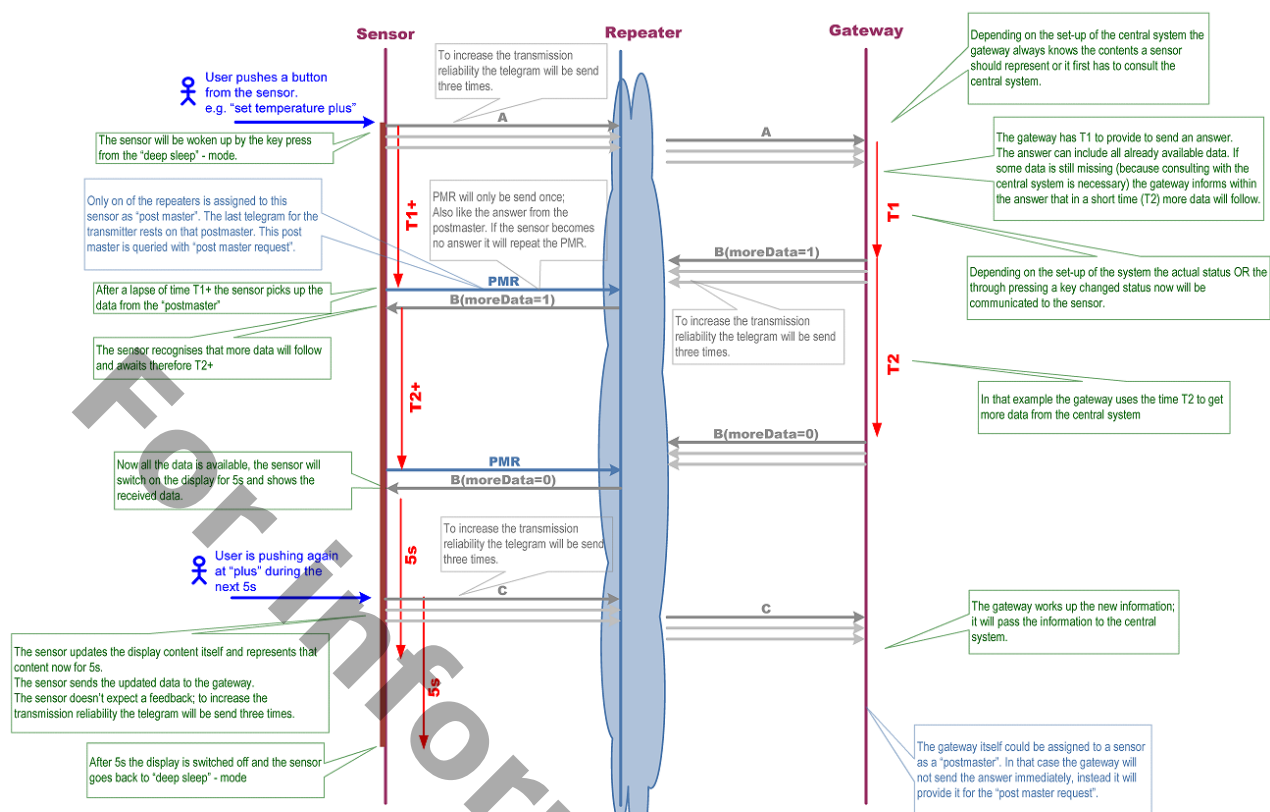 Sensor
Repeater
Gateway
Depending on the set-up of the central system the
gateway always knows the contents a sensor
should represent or it first has to consult the
central system.
To increase the transmission
reliability the telegram will be send
three times.
User pushes a button
from the sensor.
e.g. “set temperature plus”
A
The sensor will be woken up by the key press
from the “deep sleep” - mode.
A
The gateway has T1 to provide to send an answer.
The answer can include all already available data. If
some data is still missing (because consulting with the
central system is necessary) the gateway informs within
the answer that in a short time (T2) more data will follow.
Only on of the repeaters is assigned to this
sensor as “post master”. The last telegram for the
transmitter rests on that postmaster. This post
master is queried with “post master request”.
T1+
PMR will only be send once;
Also like the answer from the
postmaster. If the sensor becomes
no answer it will repeat the PMR.
T1
B(moreData=1)
Depending on the set-up of the system the actual status OR the
through pressing a key changed status now will be
communicated to the sensor.
After a lapse of time T1+ the sensor picks up the
data from the “postmaster”
PMR
B(moreData=1)
To increase the transmission
reliability the telegram will be send
three times.
The sensor recognises that more data will follow
and awaits therefore T2+
T2+
T2
In that example the gateway uses the time T2 to get
more data from the central system
B(moreData=0)
Now all the data is available, the sensor will
switch on the display for 5s and shows the
received data.
PMR
B(moreData=0)
To increase the transmission
reliability the telegram will be send
three times.
5s
User is pushing again
at “plus” during the
next 5s
C
C
The gateway works up the new information;
it will pass the information to the central
system.
The sensor updates the display content itself and represents that
content now for 5s.
The sensor sends the updated data to the gateway.
The sensor doesn't expect a feedback; to increase the
transmission reliability the telegram will be send three times.
5s
After 5s the display is switched off and the sensor
goes back to “deep sleep” - mode
The gateway itself could be assigned to a sensor
as a “postmaster”. In that case the gateway will
not send the answer immediately, instead it will
provide it for the “post master request”.
For inform